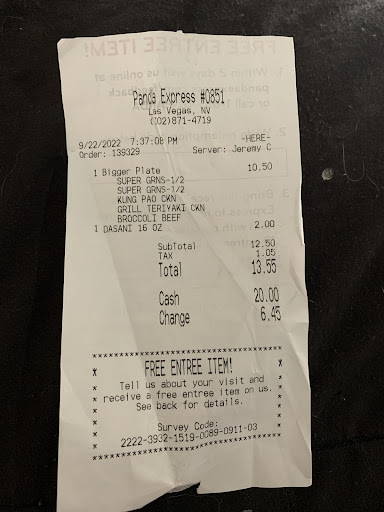 Panda Express #0851
Las Vegas, NV
(702)871-4719
9/22/2022 7:37:08 PM -HERE-
Order: 139329 Server: Jeremy C
1 Bigger Plate 10.50
SUPER GRNS-1/2
SUPER GRNS-1/2
KUNG PAO CKN
GRILL TERIYAKI CKN
BROCCOLI BEEF
1 DASANI 16 OZ 2.00
SubTotal 12.50
TAX 1.05
Total 13.55
Cash 20.00
Change 6.45
FREE ENTREE ITEM!
Tell us about your visit and
receive a free entree item on us.
See back for details.
Survey Code:
2222-3932-1519-0089-0911-03